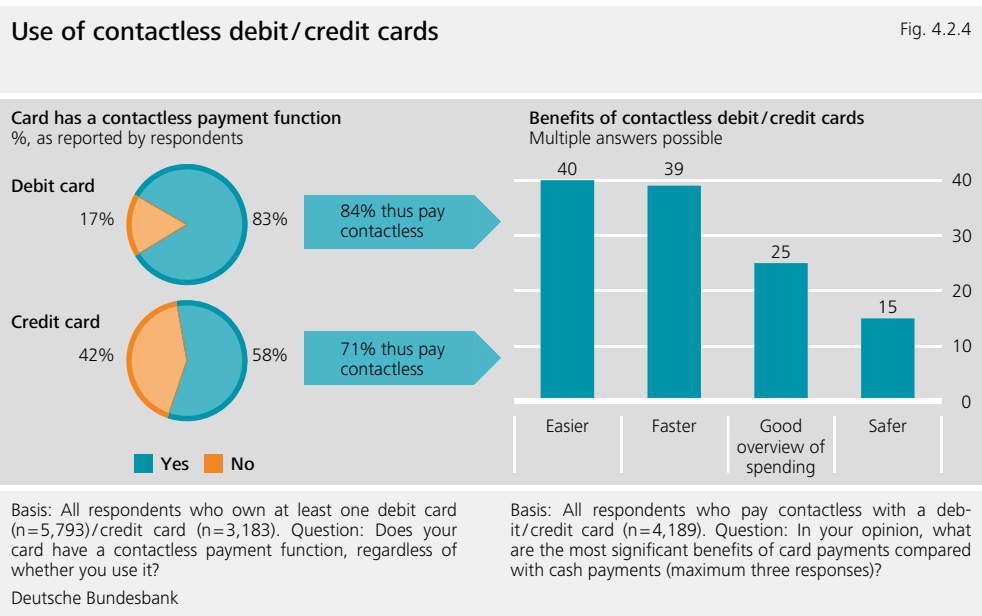 Use of contactless debit/credit cards
Fig. 4.2.4
Card has a contactless payment function
%, as reported by respondents
Debit card
17%
83%
84% thus pay
contactless
Credit card
42%
58%
71% thus pay
contactless
Yes
No
Benefits of contactless debit/credit cards
Multiple answers possible
40
39
25
15
40
30
20
10
0
Easier
Faster
Good
overview of
spending
Safer
Basis: All respondents who own at least one debit card
(n=5,793)/credit card (n=3,183). Question: Does your
card have a contactless payment function, regardless of
whether you use it?
Deutsche Bundesbank
Basis: All respondents who pay contactless with a deb-
it/credit card (n=4,189). Question: In your opinion, what
are the most significant benefits of card payments compared
with cash payments (maximum three responses)?